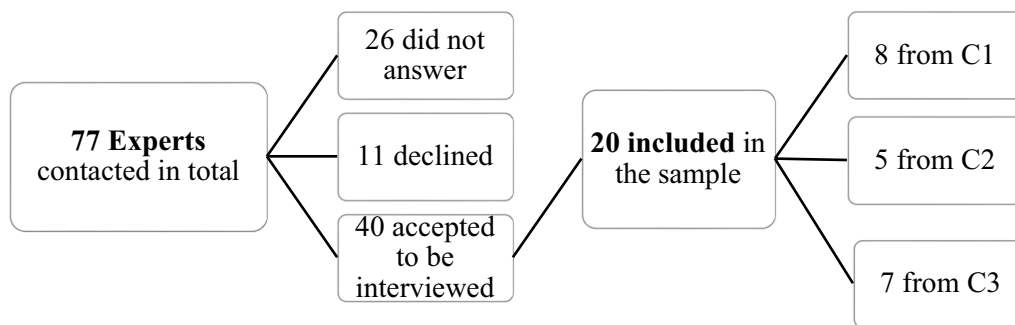 77 Experts
contacted in total
26 did not
answer
11 declined
40 accepted
to be
interviewed
20 included in
the sample
8 from C1
5 from C2
7 from C3